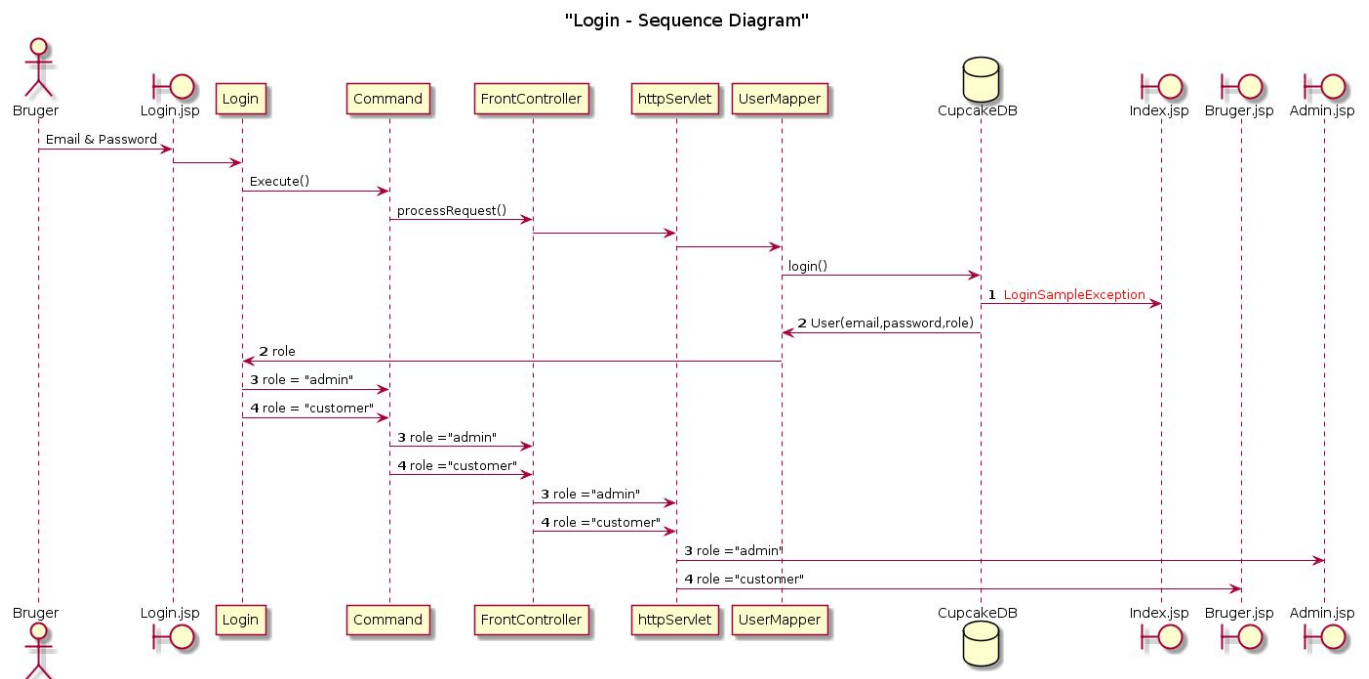 "Login - Sequence Diagram"
Bruger
Login.jsp
Login
Command
FrontController
httpServlet
UserMapper
CupcakeDB
Index.jsp
Bruger.jsp
Admin.jsp
Email & Password
Execute()
processRequest()
login()
1 LoginSampleException
2 User(email,password,role)
2 role
3 role = "admin"
4 role = "customer"
3 role ="admin"
4 role ="customer"
3 role ="admin"
4 role ="customer"
3 role ="admin"
4 role ="customer"
Bruger
Login.jsp
Login
Command
FrontController
httpServlet
UserMapper
CupcakeDB
Index.jsp
Bruger.jsp
Admin.jsp